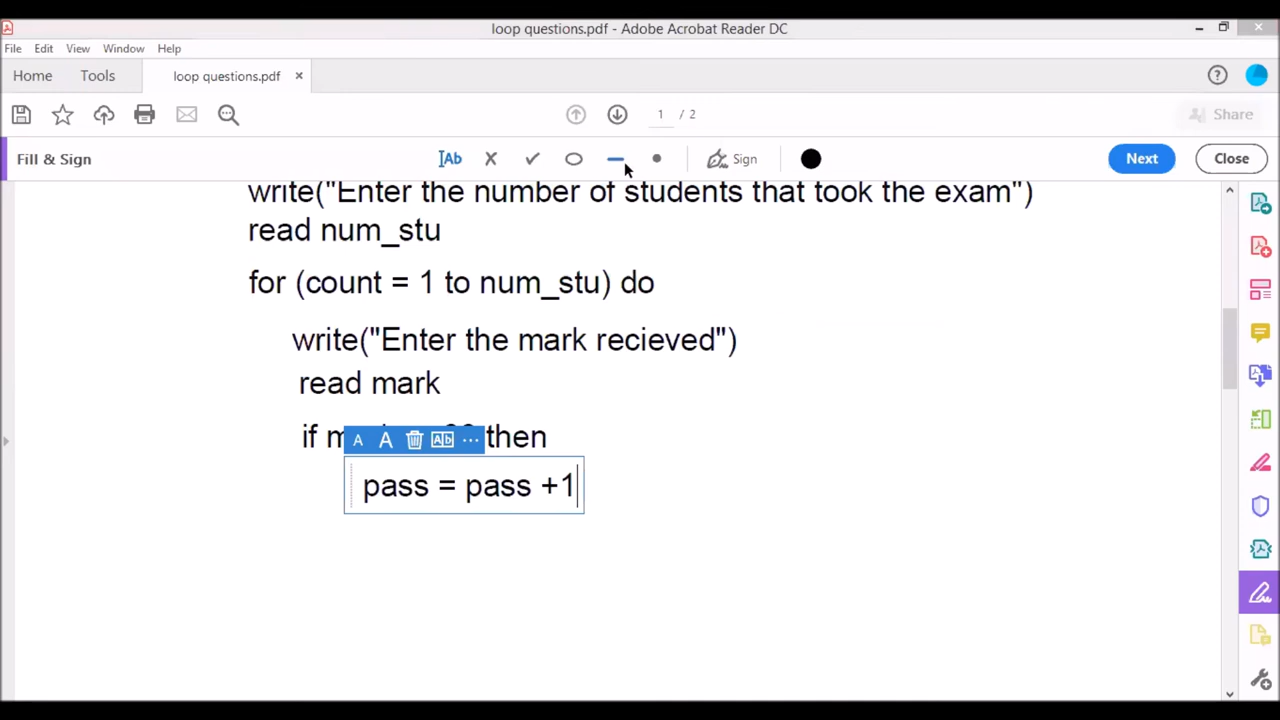 loop questions.pdf - Adobe Acrobat Reader DC
File Edit View Window Help
Home Tools loop questions.pdf ×
1 / 2 Share
Fill & Sign Ab Sign Next Close
write("Enter the number of students that took the exam")
read num_stu
for (count = 1 to num_stu) do
write("Enter the mark recieved")
read mark
if then
A A Ab ...
pass = pass +1